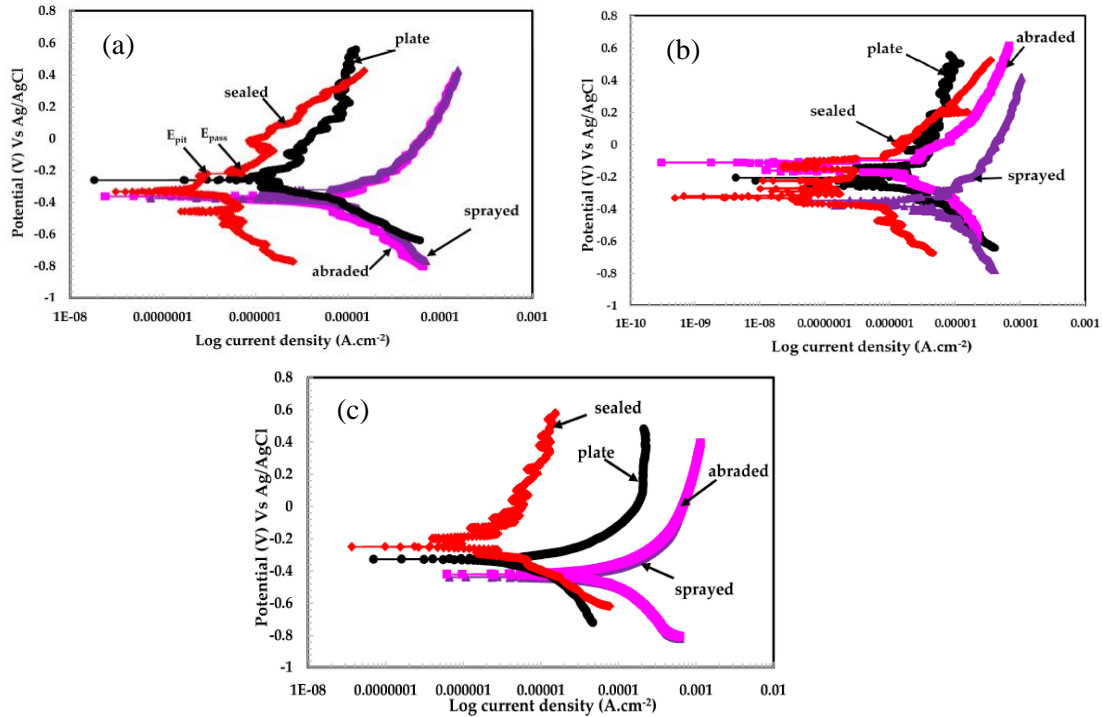 (a)
0.8
0.6
0.4
0.2
0
-0.2
-0.4
-0.6
-0.8
-1
Potential (V) Vs Ag/AgCl
plate
sealed
E_pit
E_pass
abraded
sprayed
1E-08
0.0000001
0.000001
0.00001
0.0001
0.001
Log current density (A.cm⁻²)
(b)
0.8
0.6
0.4
0.2
0
-0.2
-0.4
-0.6
-0.8
-1
Potential (V) Vs Ag/AgCl
plate
abraded
sealed
sprayed
1E-10
1E-09
1E-08
0.0000001
0.000001
0.00001
0.0001
0.001
Log current density (A.cm⁻²)
(c)
0.8
0.6
0.4
0.2
0
-0.2
-0.4
-0.6
-0.8
-1
Potential (V) Vs Ag/AgCl
sealed
plate
abraded
sprayed
1E-08
0.0000001
0.000001
0.00001
0.0001
0.001
0.01
Log current density (A.cm⁻²)